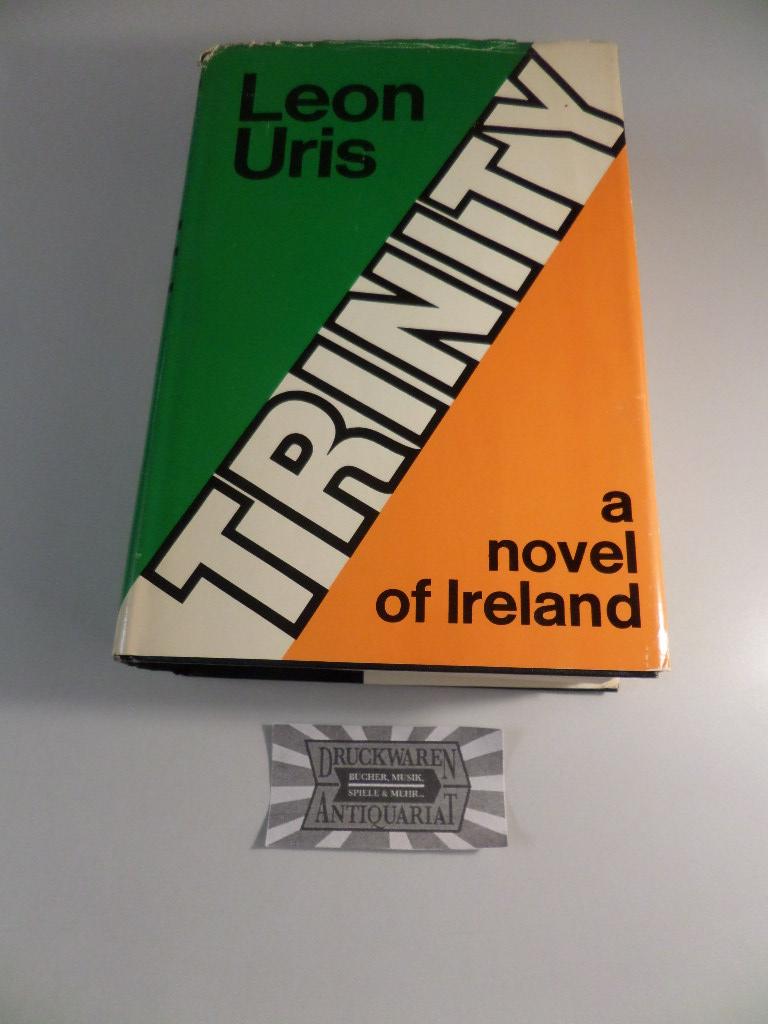 Leon
Uris
TRINITY
a
novel
of Ireland
DRUCKWAREN
BÜCHER, MUSIK,
SPIELE & MEHR...
ANTIQUARIAT